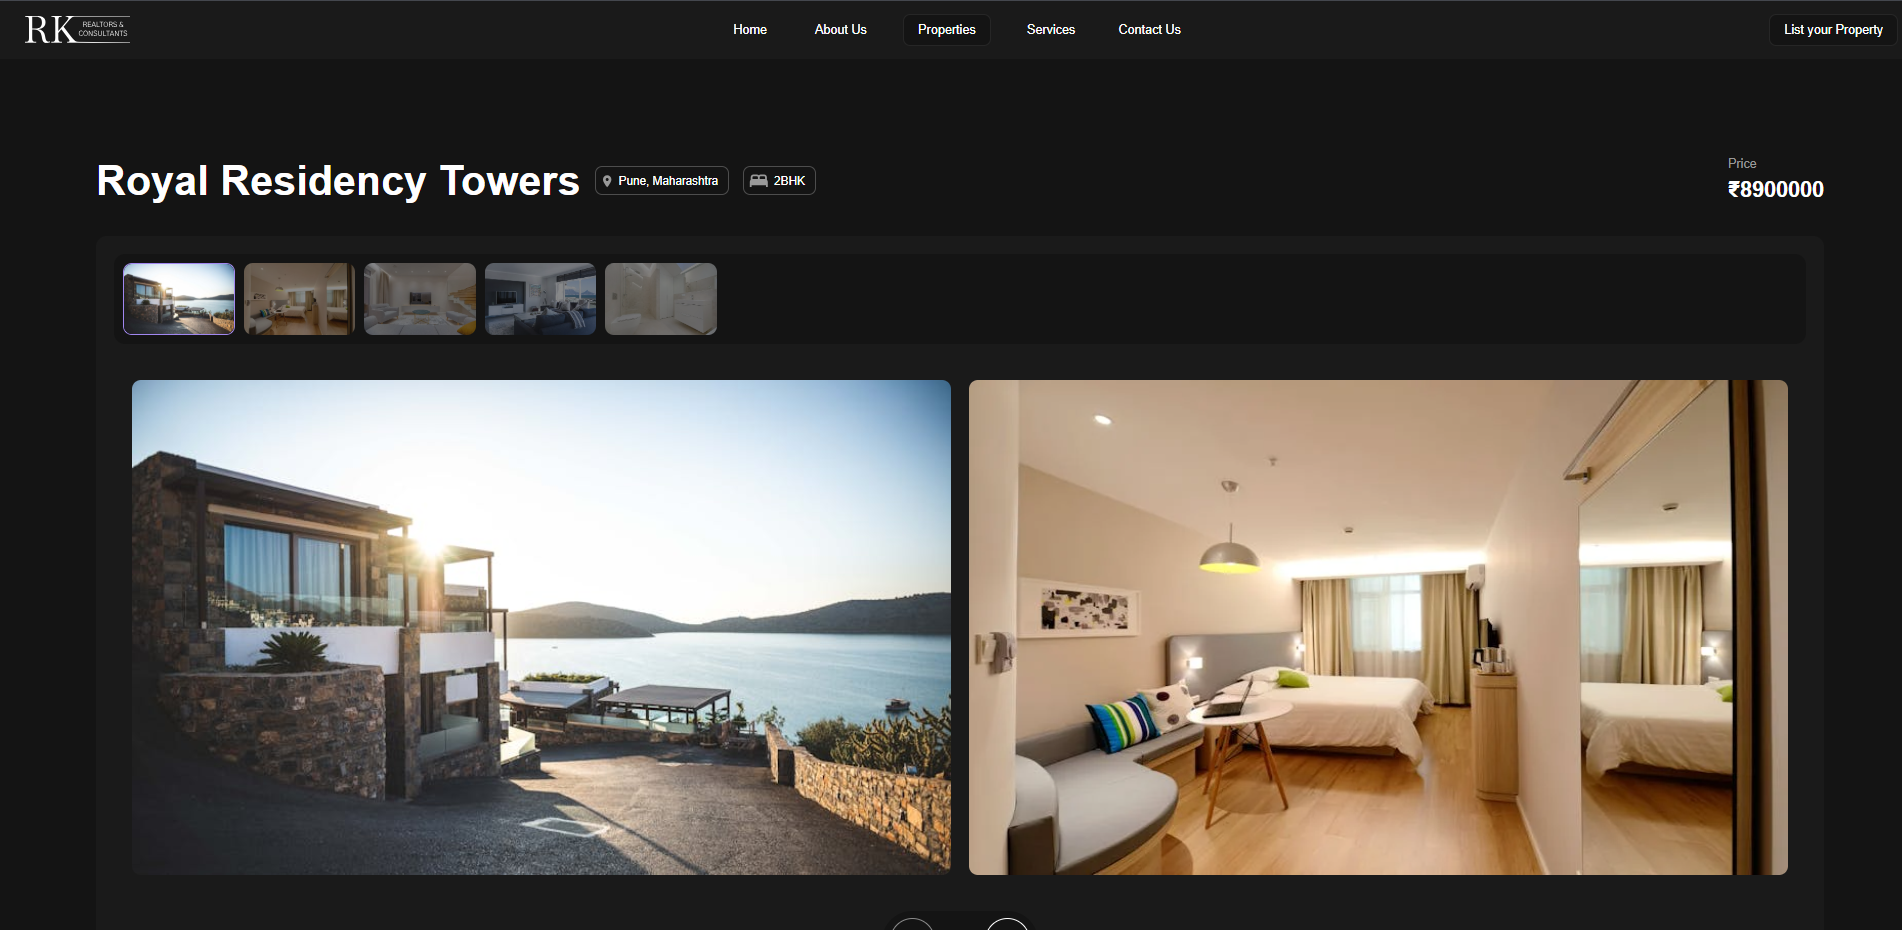 RK REALTORS &
CONSULTANTS
Home
About Us
Properties
Services
Contact Us
List your Property
Royal Residency Towers
Pune, Maharashtra
2BHK
Price
₹8900000